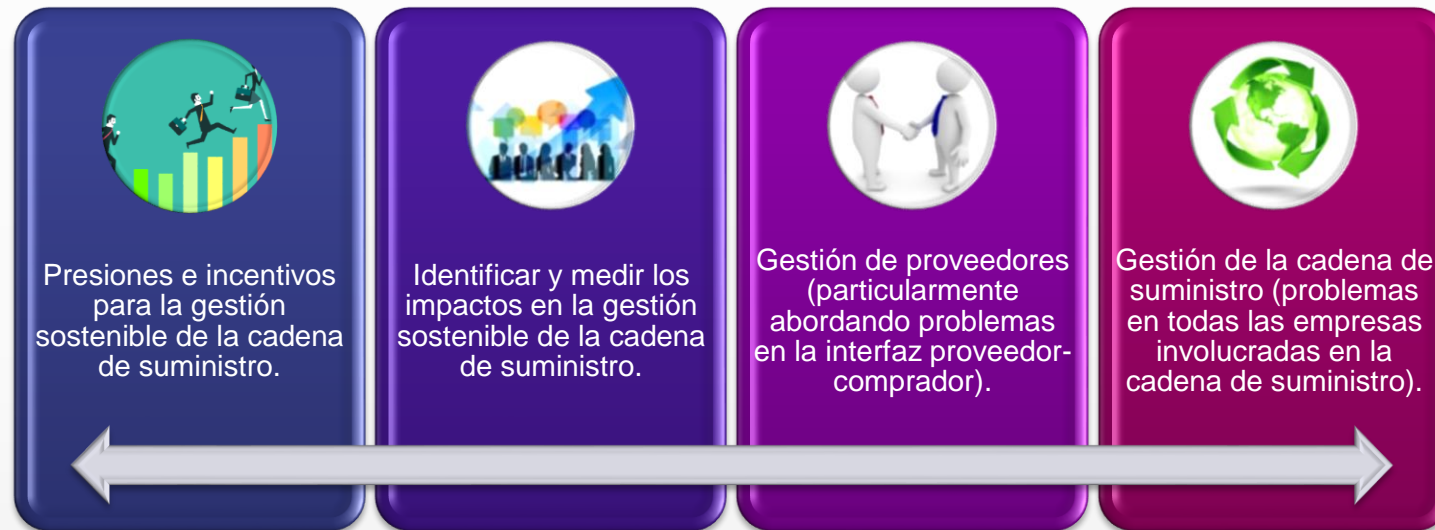 Presiones e incentivos
para la gestión
sostenible de la cadena
de suministro.
Identificar y medir los
impactos en la gestión
sostenible de la cadena
de suministro.
Gestión de proveedores
(particularmente
abordando problemas
en la interfaz proveedor-
comprador).
Gestión de la cadena de
suministro (problemas
en todas las empresas
involucradas en la
cadena de suministro).